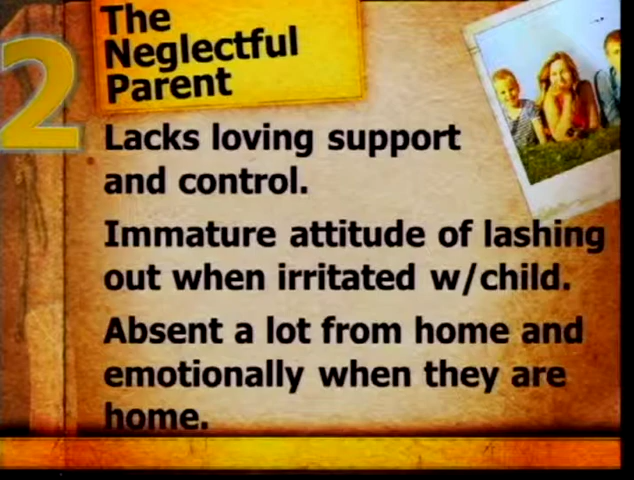 2
The
Neglectful
Parent
Lacks loving support
and control.
Immature attitude of lashing
out when irritated w/child.
Absent a lot from home and
emotionally when they are
home.